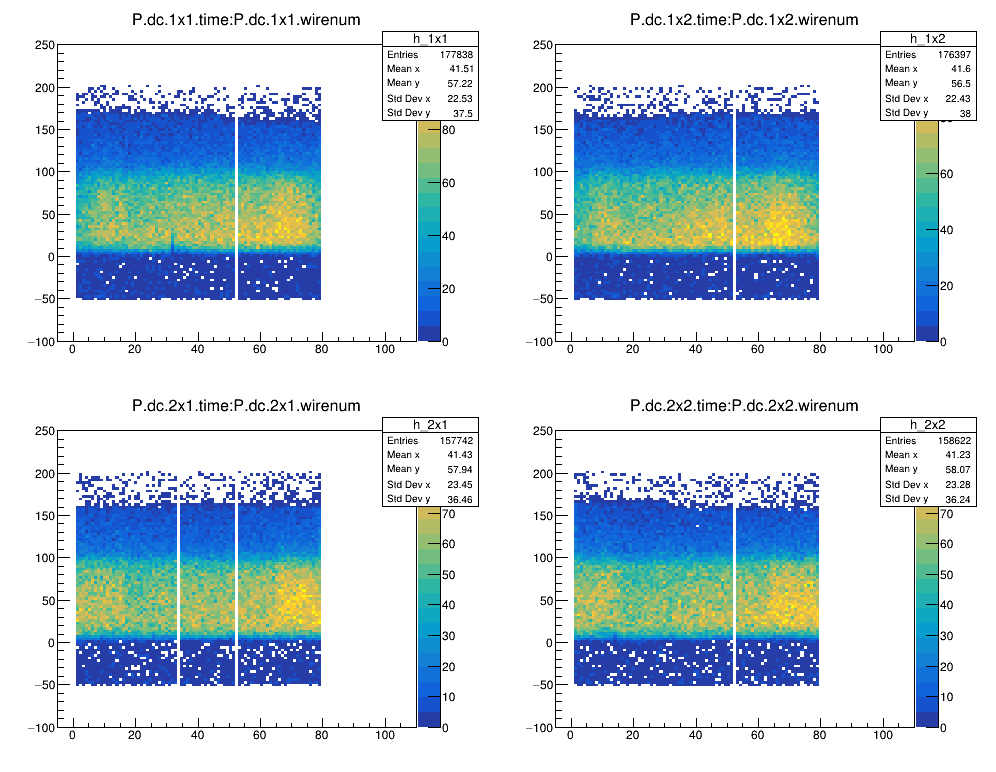 P.dc.1x1.time:P.dc.1x1.wirenum
h_1x1
Entries 177838
Mean x 41.51
Mean y 57.22
Std Dev x 22.53
Std Dev y 37.5
250
200
150
100
50
0
−50
−100
0 20 40 60 80 100
80
60
40
20
0
P.dc.1x2.time:P.dc.1x2.wirenum
h_1x2
Entries 176397
Mean x 41.6
Mean y 56.5
Std Dev x 22.43
Std Dev y 38
250
200
150
100
50
0
−50
−100
0 20 40 60 80 100
60
40
20
0
P.dc.2x1.time:P.dc.2x1.wirenum
h_2x1
Entries 157742
Mean x 41.43
Mean y 57.94
Std Dev x 23.45
Std Dev y 36.46
250
200
150
100
50
0
−50
−100
0 20 40 60 80 100
70
60
50
40
30
20
10
0
P.dc.2x2.time:P.dc.2x2.wirenum
h_2x2
Entries 158622
Mean x 41.23
Mean y 58.07
Std Dev x 23.28
Std Dev y 36.24
250
200
150
100
50
0
−50
−100
0 20 40 60 80 100
70
60
50
40
30
20
10
0